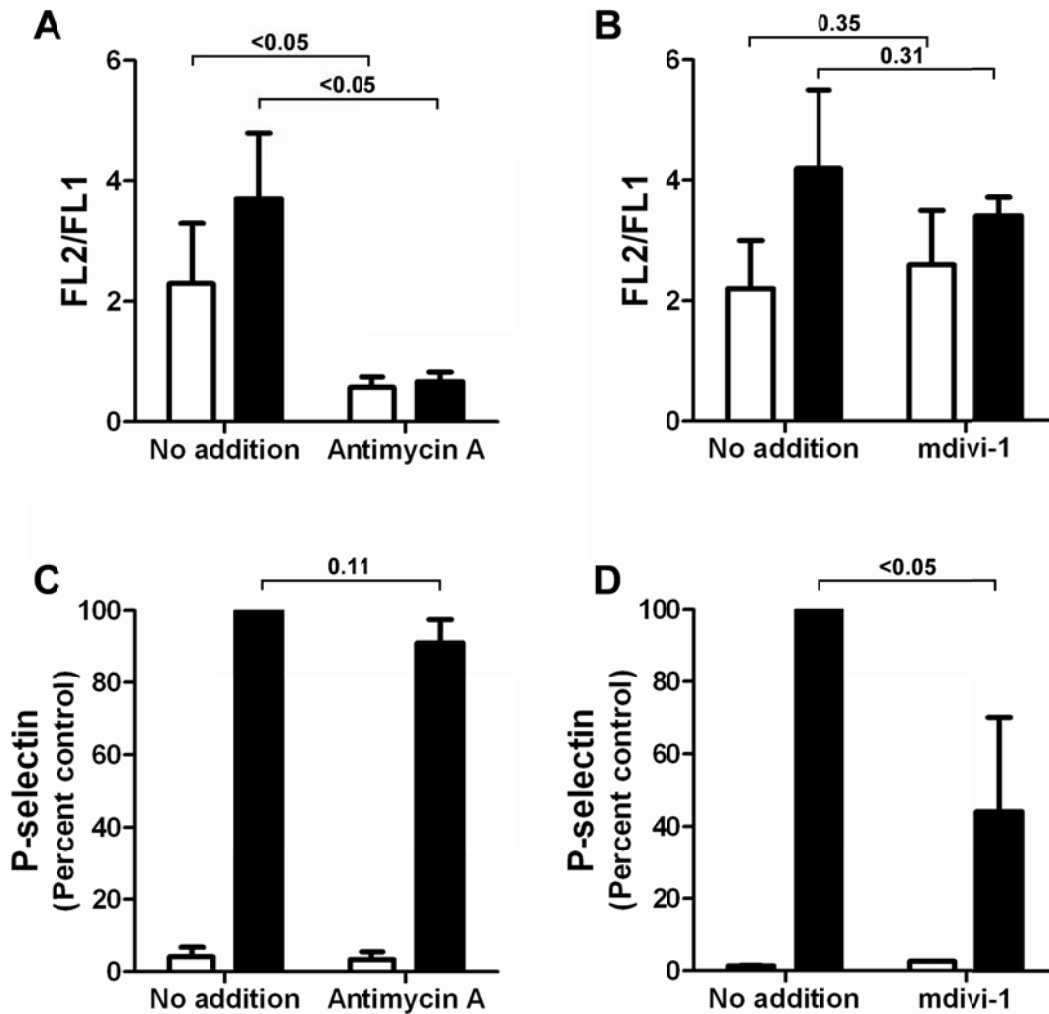 A
<0.05
<0.05
6
4
2
0
FL2/FL1
No addition Antimycin A
B
0.35
0.31
6
4
2
0
FL2/FL1
No addition mdivi-1
C
0.11
100
80
60
40
20
0
P-selectin
(Percent control)
No addition Antimycin A
D
<0.05
100
80
60
40
20
0
P-selectin
(Percent control)
No addition mdivi-1